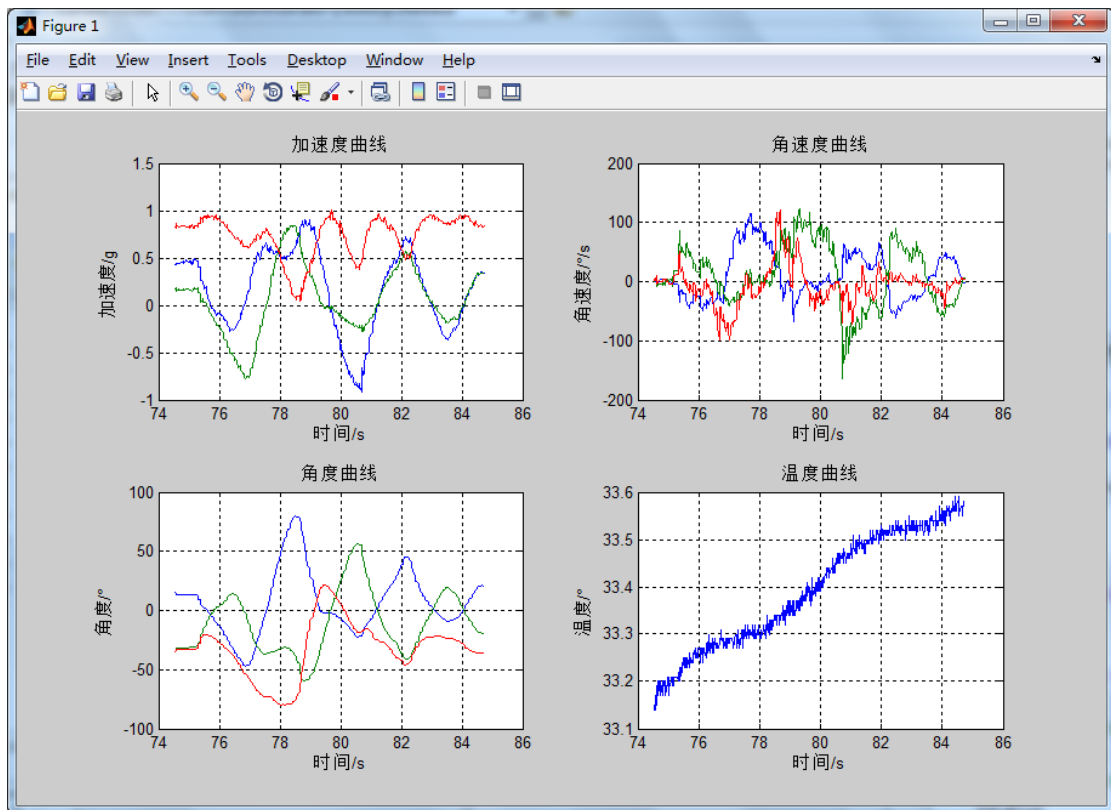 Figure 1
File Edit View Insert Tools Desktop Window Help
加速度曲线
1.5
1
0.5
0
-0.5
-1
加速度/g
74 76 78 80 82 84 86
时间/s
角速度曲线
200
100
0
-100
-200
角速度/°/s
74 76 78 80 82 84 86
时间/s
角度曲线
100
50
0
-50
-100
角度/°
74 76 78 80 82 84 86
时间/s
温度曲线
33.6
33.5
33.4
33.3
33.2
33.1
温度/°
74 76 78 80 82 84 86
时间/s